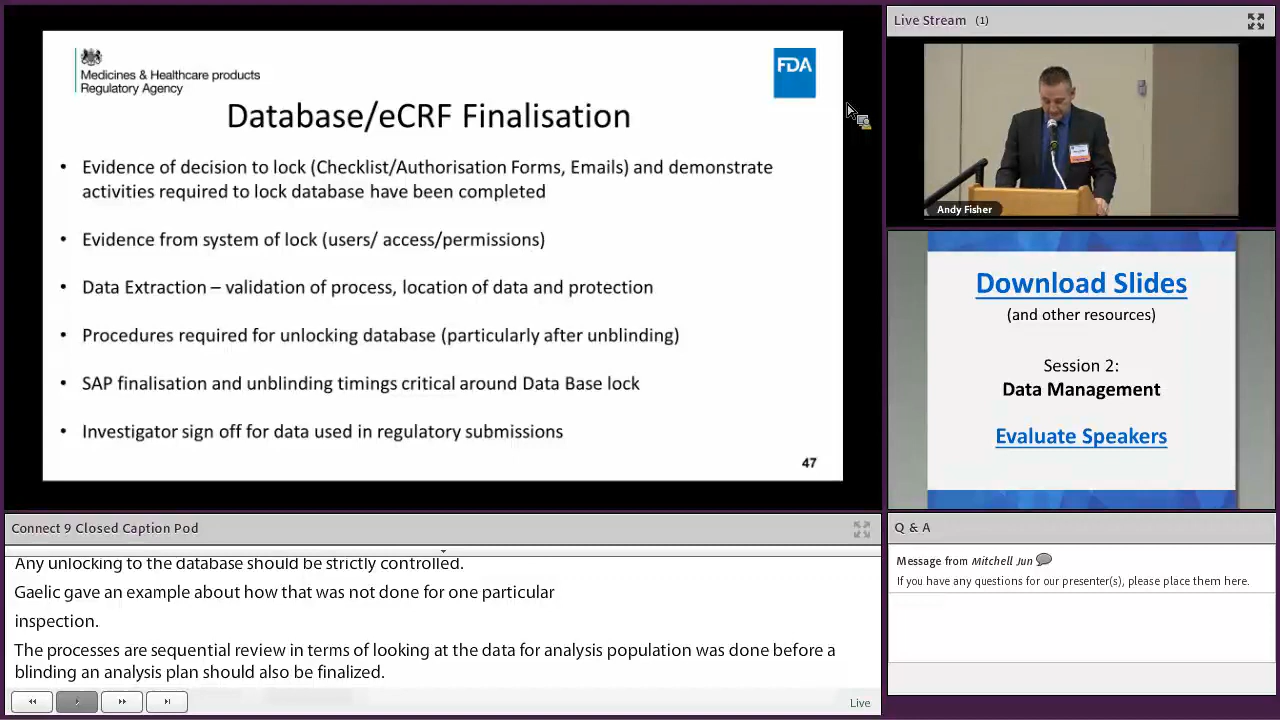 Medicines & Healthcare products
Regulatory Agency
FDA
Database/eCRF Finalisation
• Evidence of decision to lock (Checklist/Authorisation Forms, Emails) and demonstrate
activities required to lock database have been completed
• Evidence from system of lock (users/ access/permissions)
• Data Extraction – validation of process, location of data and protection
• Procedures required for unlocking database (particularly after unblinding)
• SAP finalisation and unblinding timings critical around Data Base lock
• Investigator sign off for data used in regulatory submissions
47
Live Stream (1)
Andy Fisher
Download Slides
(and other resources)
Session 2:
Data Management
Evaluate Speakers
Connect 9 Closed Caption Pod
Any unlocking to the database should be strictly controlled.
Gaelic gave an example about how that was not done for one particular
inspection.
The processes are sequential review in terms of looking at the data for analysis population was done before a
blinding an analysis plan should also be finalized.
Live
Q & A
Message from Mitchell Jun
If you have any questions for our presenter(s), please place them here.